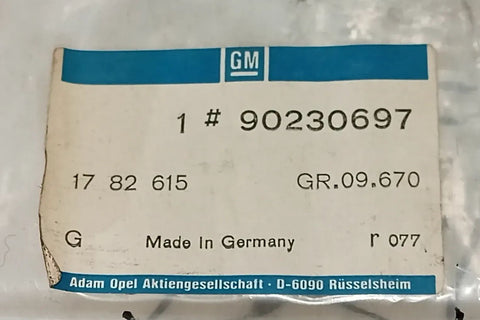 GM
1 # 90230697
17 82 615 GR.09.670
G Made In Germany r 077
Adam Opel Aktiengesellschaft · D-6090 Rüsselsheim